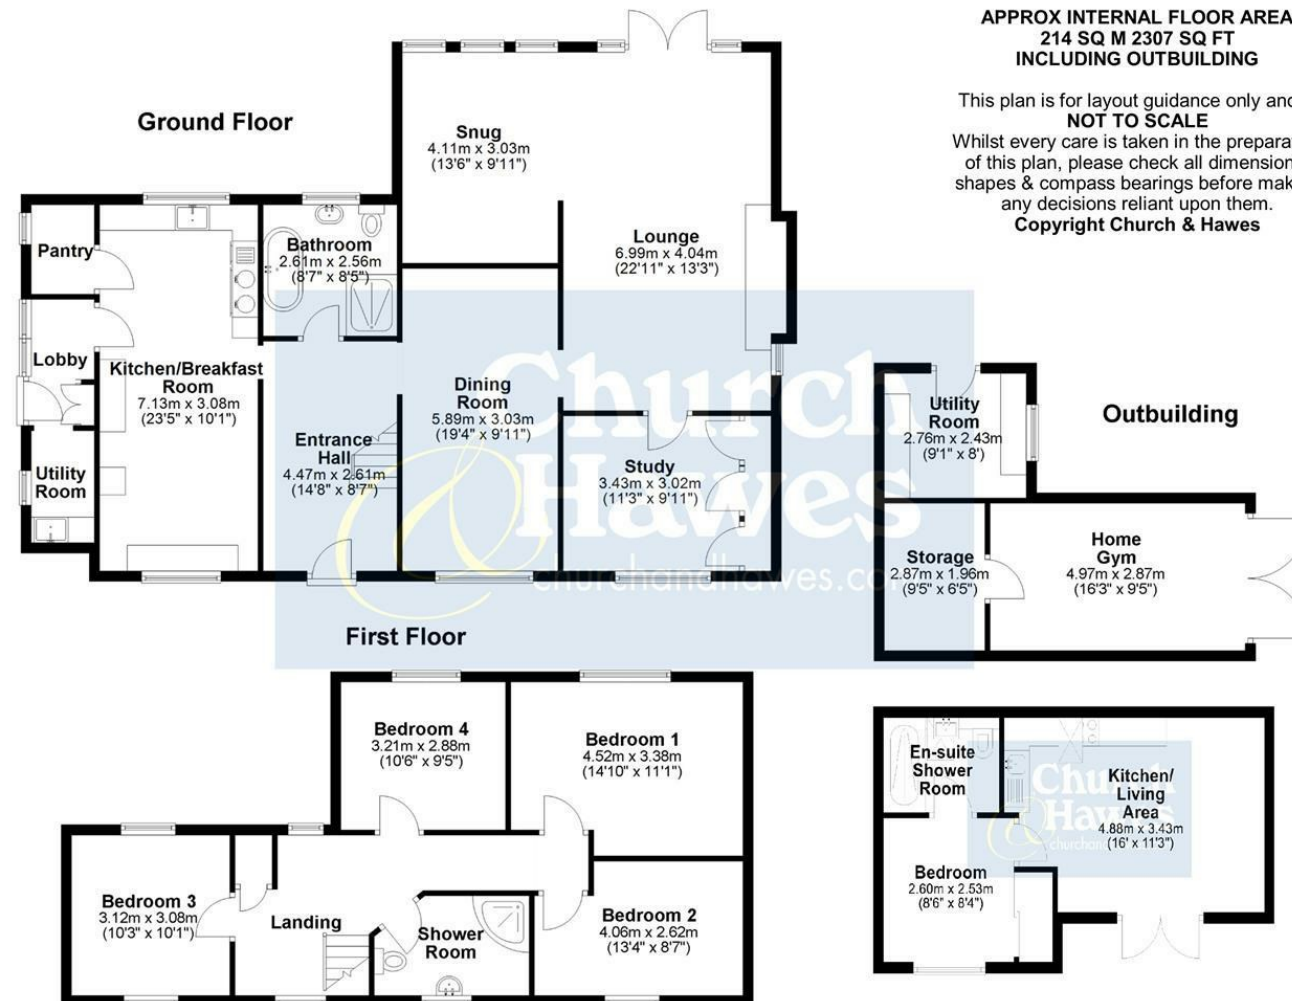 APPROX INTERNAL FLOOR AREA
214 SQ M 2307 SQ FT
INCLUDING OUTBUILDING
This plan is for layout guidance only and
NOT TO SCALE
Whilst every care is taken in the prepara
of this plan, please check all dimension
shapes & compass bearings before mak
any decisions reliant upon them.
Copyright Church & Hawes
Ground Floor
Snug
4.11m x 3.03m
(13'6" x 9'11")
Lounge
6.99m x 4.04m
(22'11" x 13'3")
Pantry
Bathroom
2.61m x 2.56m
(8'7" x 8'5")
Lobby
Kitchen/Breakfast
Room
7.13m x 3.08m
(23'5" x 10'1")
Utility
Room
Entrance
Hall
4.47m x 2.61m
(14'8" x 8'7")
Dining
Room
5.89m x 3.03m
(19'4" x 9'11")
Study
3.43m x 3.02m
(11'3" x 9'11")
Church
& Hawes
churchandhawes.co
Outbuilding
Utility
Room
2.76m x 2.43m
(9'1" x 8')
Storage
2.87m x 1.96m
(9'5" x 6'5")
Home
Gym
4.97m x 2.87m
(16'3" x 9'5")
First Floor
Bedroom 4
3.21m x 2.88m
(10'6" x 9'5")
Bedroom 1
4.52m x 3.38m
(14'10" x 11'1")
Bedroom 3
3.12m x 3.08m
(10'3" x 10'1")
Landing
Shower
Room
Bedroom 2
4.06m x 2.62m
(13'4" x 8'7")
En-suite
Shower
Room
Kitchen/
Living
Area
4.88m x 3.43m
(16' x 11'3")
Bedroom
2.60m x 2.53m
(8'6" x 8'4")
Church
& Hawes